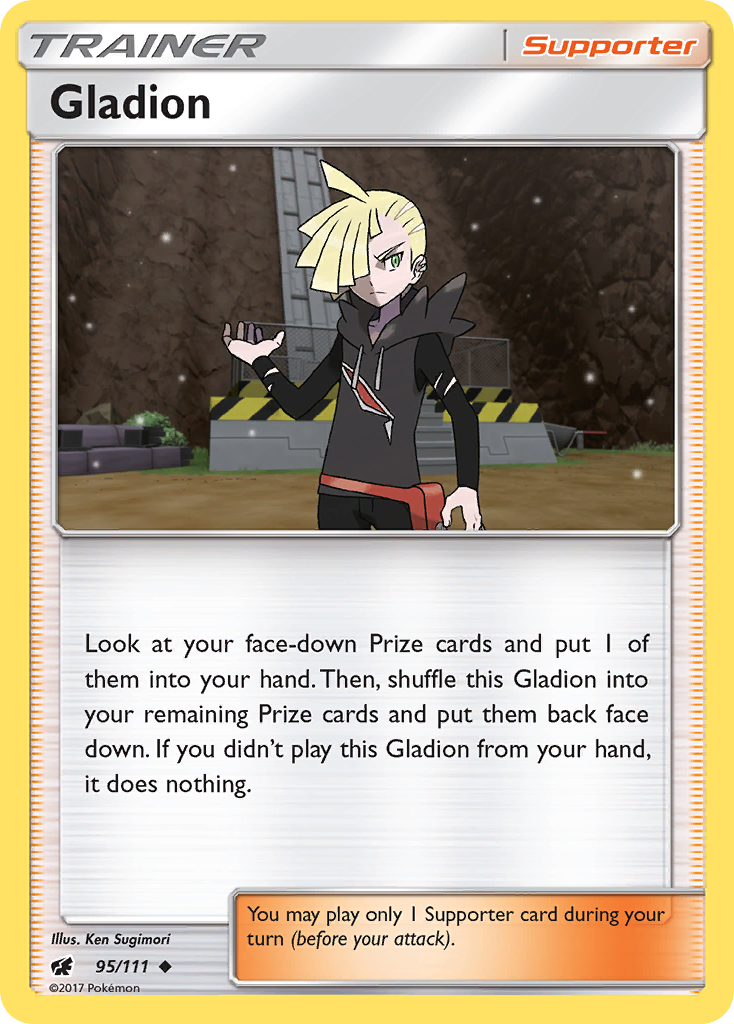 TRAINER | Supporter
Gladion
Look at your face-down Prize cards and put 1 of
them into your hand. Then, shuffle this Gladion into
your remaining Prize cards and put them back face
down. If you didn't play this Gladion from your hand,
it does nothing.
You may play only 1 Supporter card during your
turn (before your attack).
Illus. Ken Sugimori
95/111
©2017 Pokémon